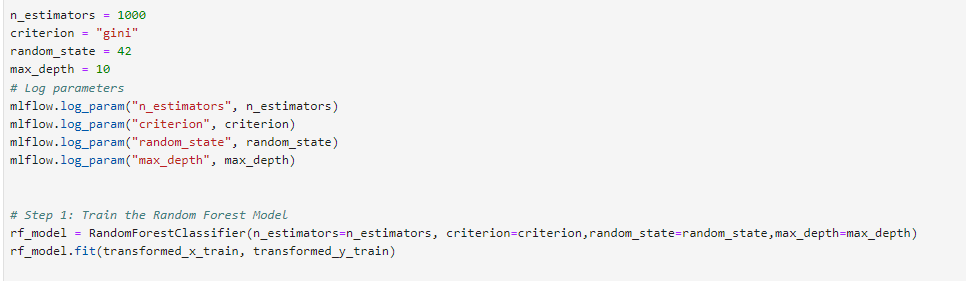 n_estimators = 1000
criterion = "gini"
random_state = 42
max_depth = 10
# Log parameters
mlflow.log_param("n_estimators", n_estimators)
mlflow.log_param("criterion", criterion)
mlflow.log_param("random_state", random_state)
mlflow.log_param("max_depth", max_depth)
# Step 1: Train the Random Forest Model
rf_model = RandomForestClassifier(n_estimators=n_estimators, criterion=criterion,random_state=random_state,max_depth=max_depth)
rf_model.fit(transformed_x_train, transformed_y_train)